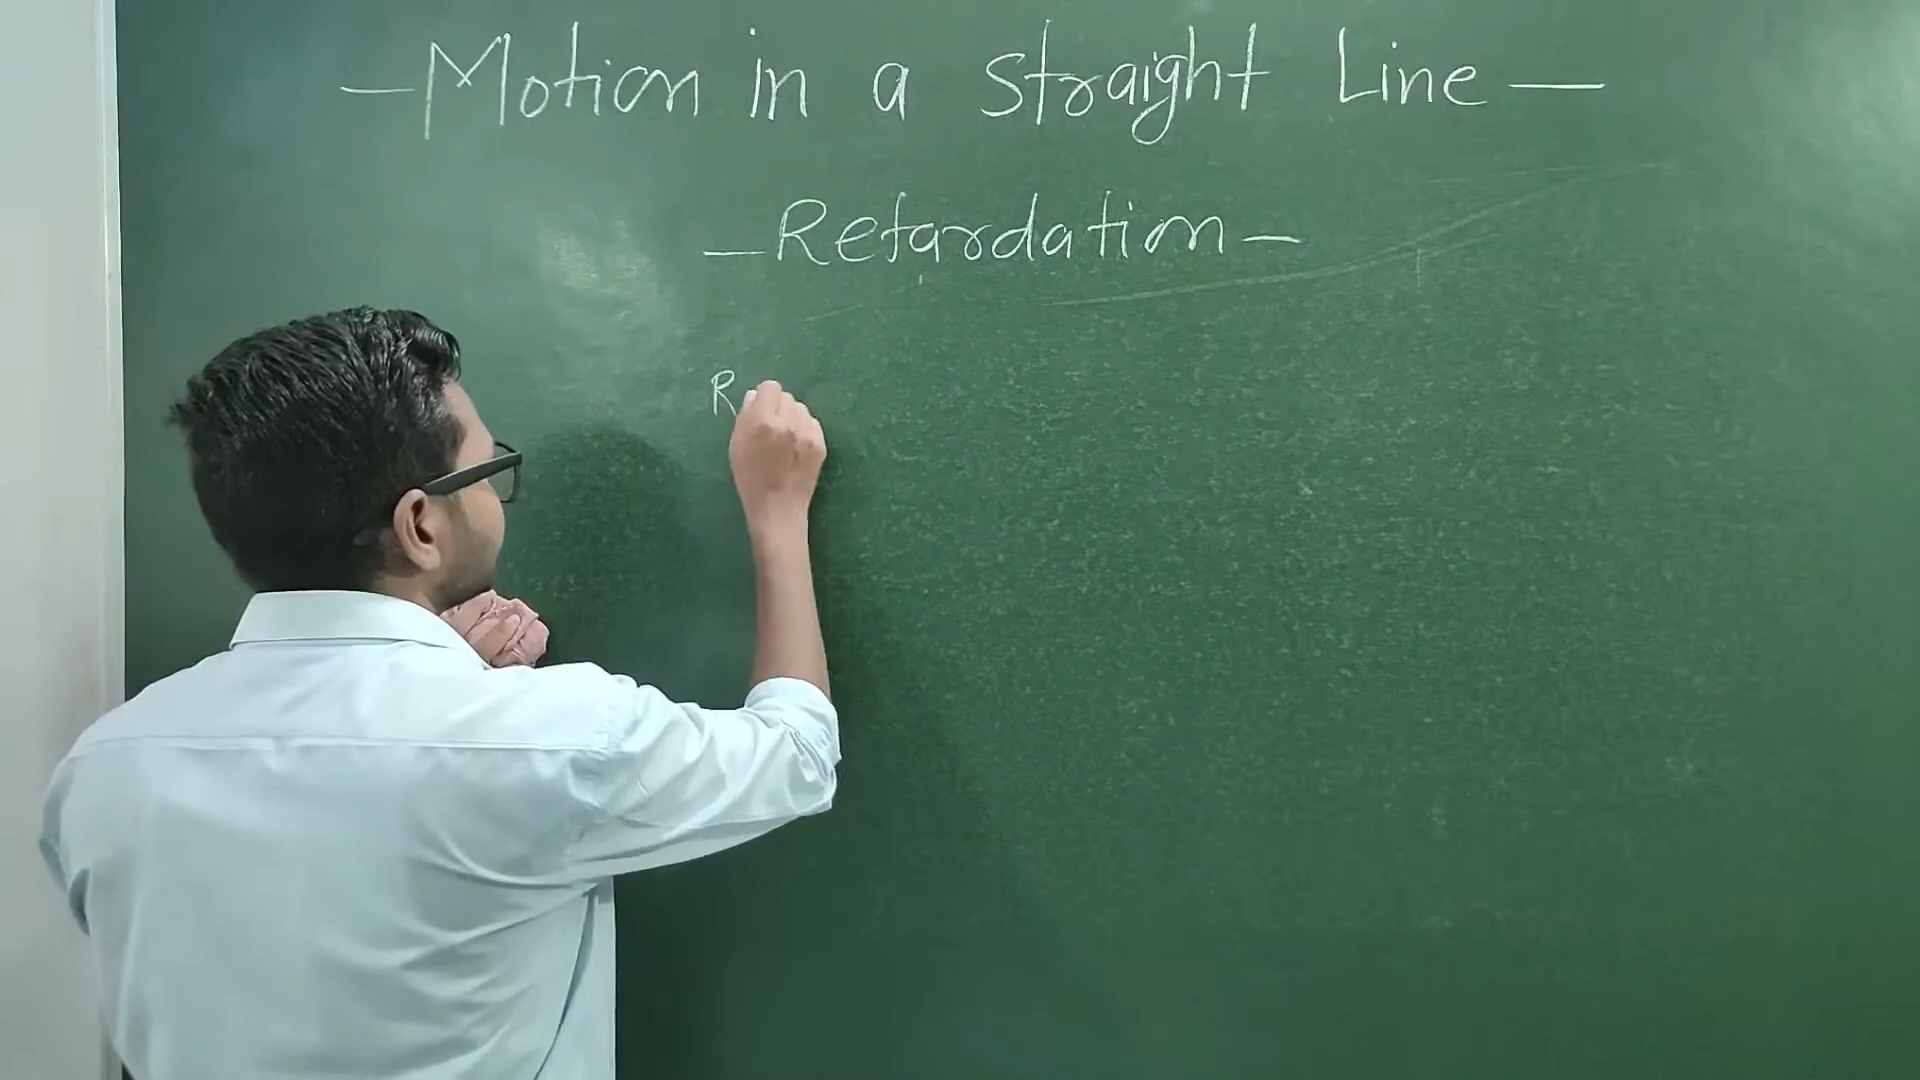 — Motion in a Straight Line —
— Retardation —
R